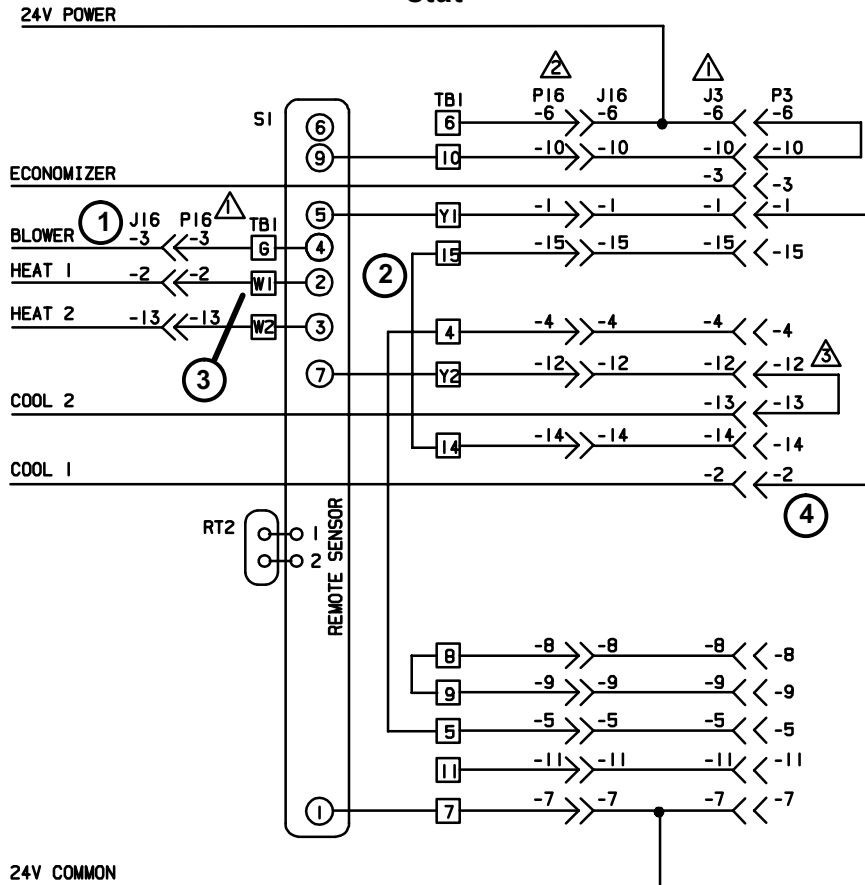 Stat
24V POWER
2 1
TB1 P16 J16 J3 P3
S1 6 6 -6 -6 -6 -6
9 10 -10 -10 -10 -10
ECONOMIZER -3 -3
5 Y1 -1 -1 -1 -1
1 J16 P16 1 TB1
BLOWER -3 -3 G 4
2 15 -15 -15 -15 -15
HEAT 1 -2 -2 W1 2
HEAT 2 -13 -13 W2 3
4 -4 -4 -4 -4
3
7 Y2 -12 -12 -12 -12 3
COOL 2 -13 -13
14 -14 -14 -14 -14
COOL 1 -2 -2
4
RT2 1
2
REMOTE SENSOR
8 -8 -8 -8 -8
9 -9 -9 -9 -9
5 -5 -5 -5 -5
11 -11 -11 -11 -11
1 7 -7 -7 -7 -7
24V COMMON